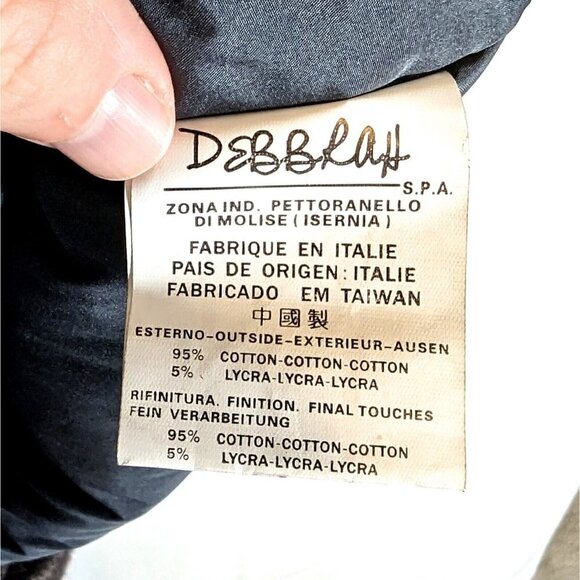 DEBBRAH
S.P.A.
ZONA IND. PETTORANELLO
DI MOLISE (ISERNIA)
FABRIQUE EN ITALIE
PAIS DE ORIGEN: ITALIE
FABRICADO EM TAIWAN
中國製
ESTERNO-OUTSIDE-EXTERIEUR-AUSEN
95% COTTON-COTTON-COTTON
5% LYCRA-LYCRA-LYCRA
RIFINITURA. FINITION. FINAL TOUCHES
FEIN VERARBEITUNG
95% COTTON-COTTON-COTTON
5% LYCRA-LYCRA-LYCRA